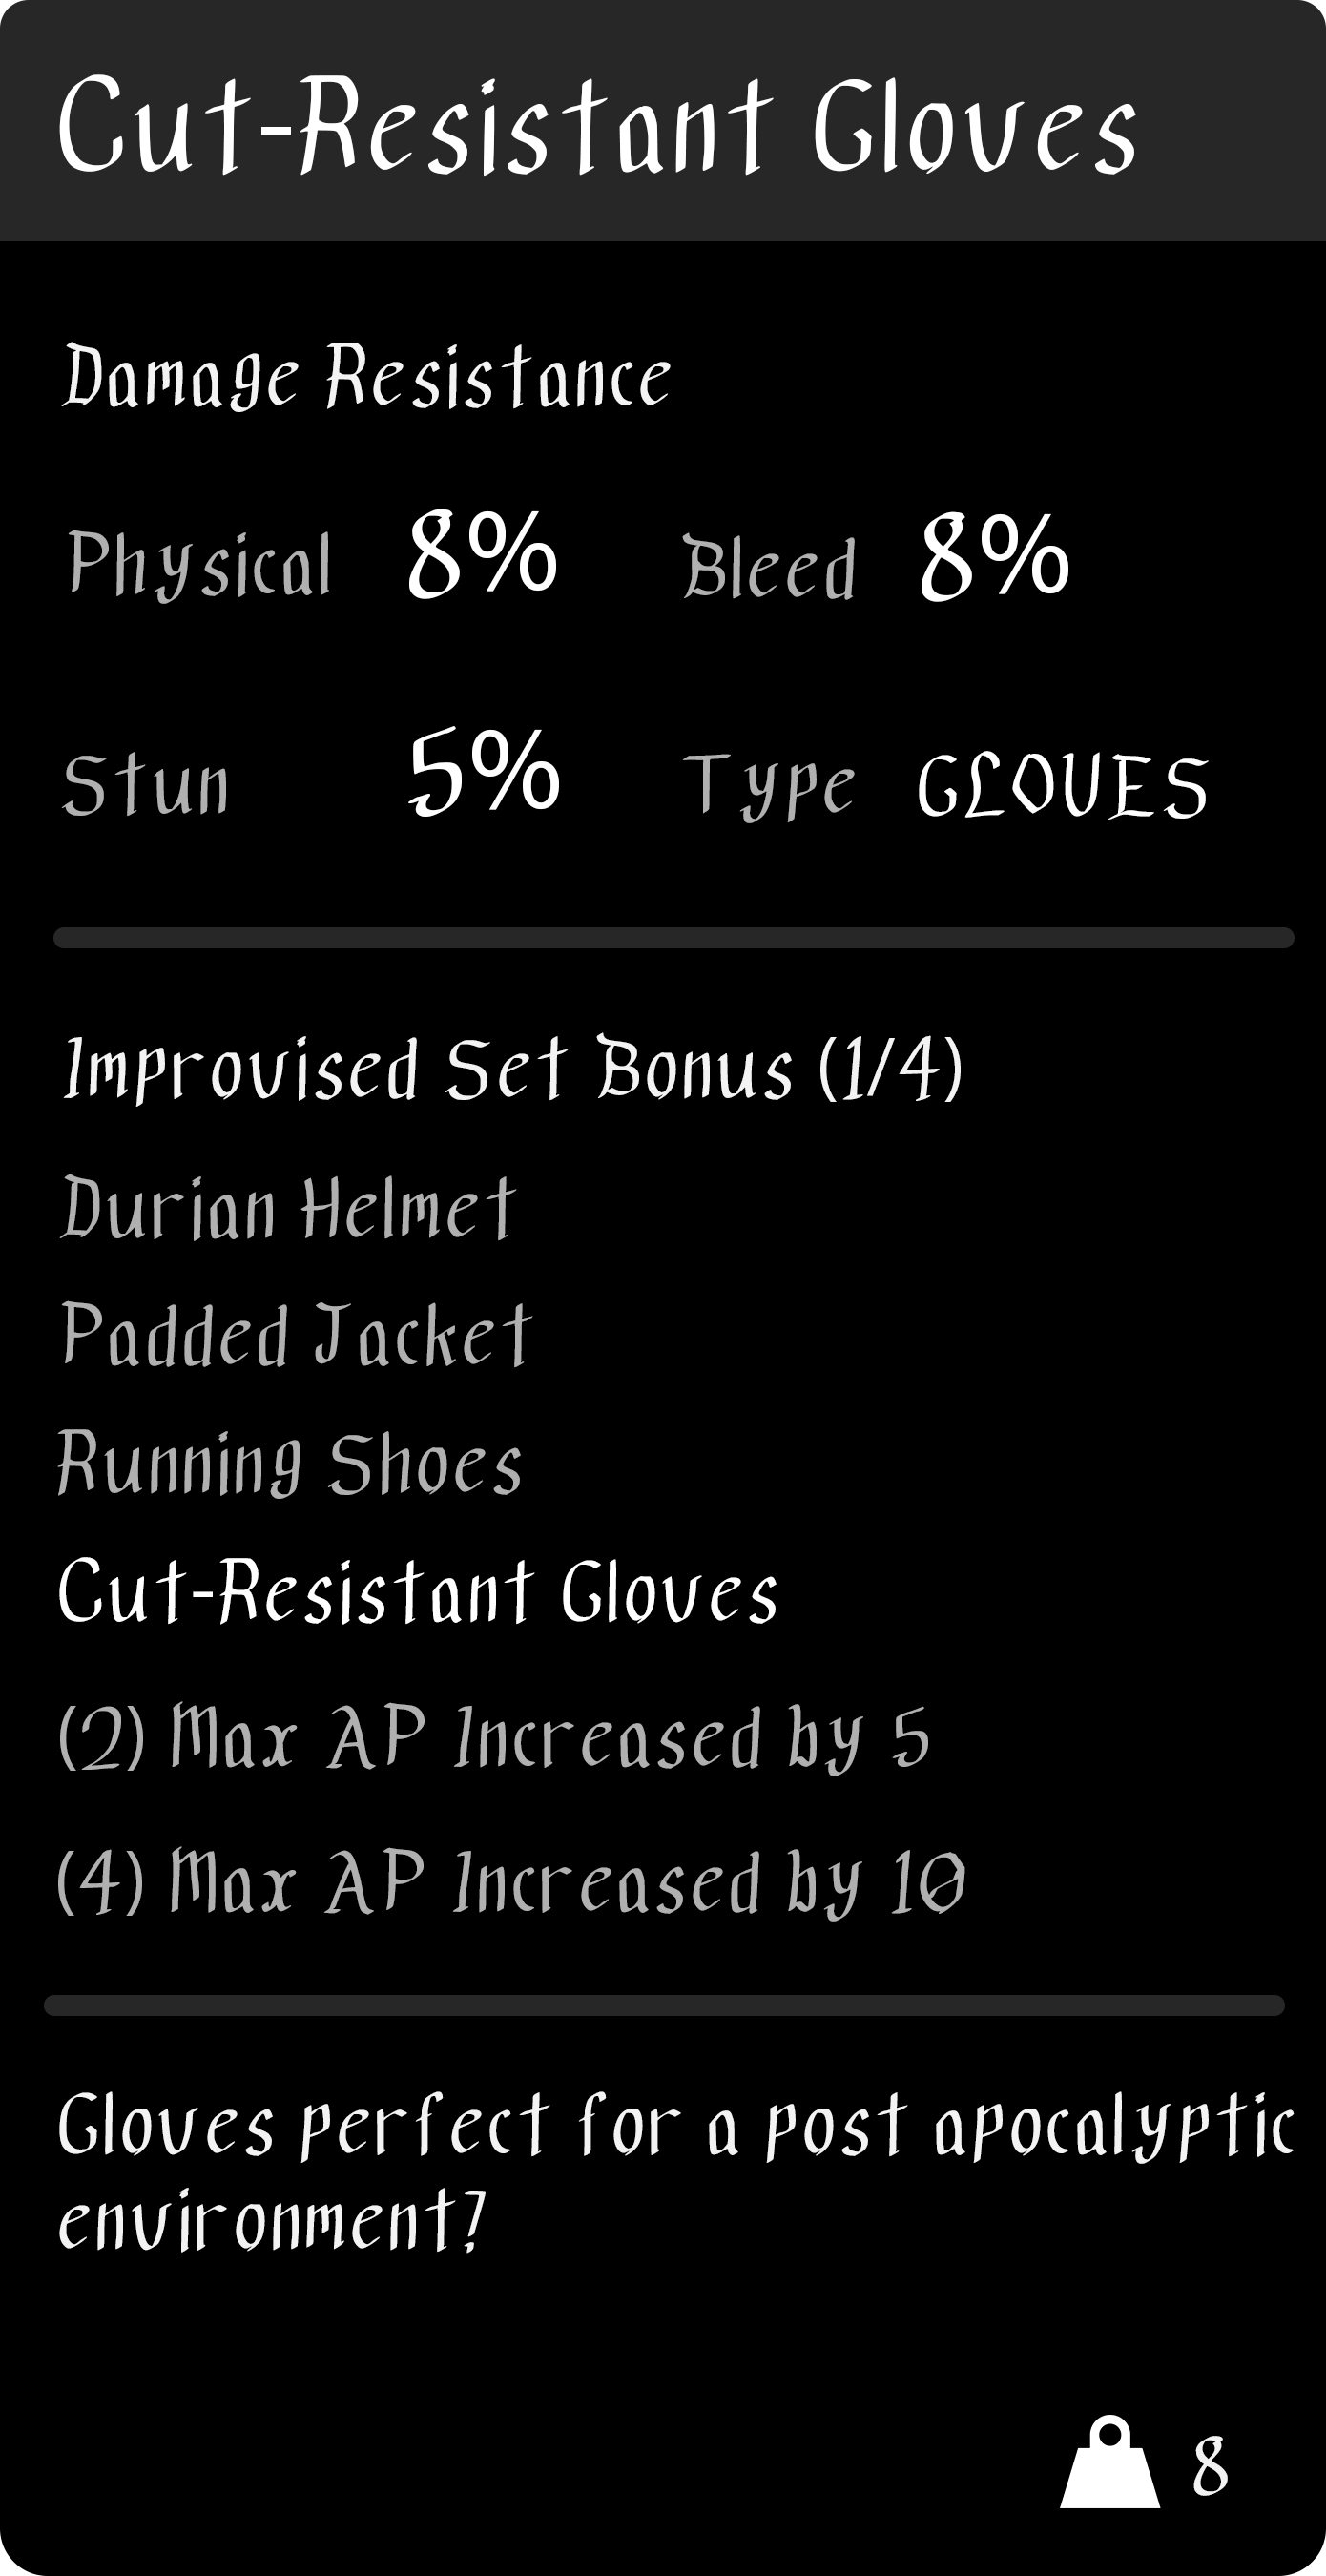 Cut-Resistant Gloves
Damage Resistance
Physical 8% Bleed 8%
Stun 5% Type GLOVES
Improvised Set Bonus (1/4)
Durian Helmet
Padded Jacket
Running Shoes
Cut-Resistant Gloves
(2) Max AP Increased by 5
(4) Max AP Increased by 10
Gloves perfect for a post apocalyptic
environment?
8